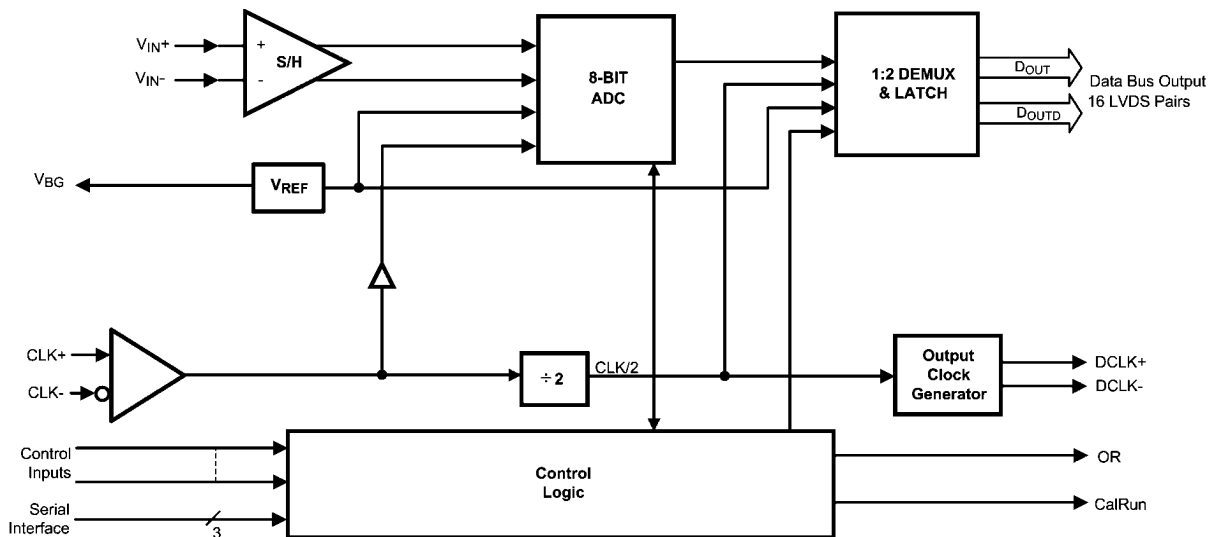 VIN+
VIN-
+
-
S/H
8-BIT
ADC
1:2 DEMUX
& LATCH
DOUT
DOUTD
Data Bus Output
16 LVDS Pairs
VBG
VREF
CLK+
CLK-
÷ 2
CLK/2
Output
Clock
Generator
DCLK+
DCLK-
Control
Inputs
Serial
Interface
3
Control
Logic
OR
CalRun